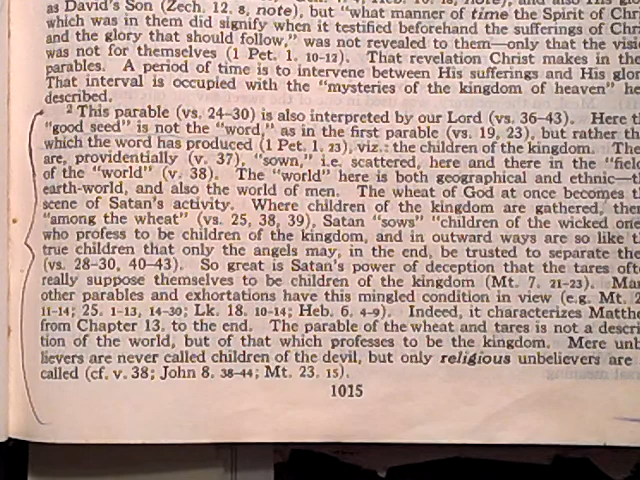 as David's Son (Zech. 12. 8, note), but "what manner of time the Spirit of
which was in them did signify when it testified beforehand the sufferings of
and the glory that should follow," was not revealed to them—only that the
was not for themselves (1 Pet. 1. 10-12). That revelation Christ makes in
parables. A period of time is to intervene between His sufferings and His
That interval is occupied with the "mysteries of the kingdom of heaven"
described.
² This parable (vs. 24-30) is also interpreted by our Lord (vs. 36-43). Here
"good seed" is not the "word," as in the first parable (vs. 19, 23), but rather
which the word has produced (1 Pet. 1. 23), viz.: the children of the kingdom.
are, providentially (v. 37), "sown," i.e. scattered, here and there in the
of the "world" (v. 38). The "world" here is both geographical and ethnic—
earth-world, and also the world of men. The wheat of God at once becomes
scene of Satan's activity. Where children of the kingdom are gathered,
"among the wheat" (vs. 25, 38, 39), Satan "sows" "children of the wicked
who profess to be children of the kingdom, and in outward ways are so like
true children that only the angels may, in the end, be trusted to separate
(vs. 28-30, 40-43). So great is Satan's power of deception that the tares
really suppose themselves to be children of the kingdom (Mt. 7. 21-23).
other parables and exhortations have this mingled condition in view (e.g. Mt.
11-14; 25. 1-13, 14-30; Lk. 18. 10-14; Heb. 6. 4-9). Indeed, it characterizes
from Chapter 13. to the end. The parable of the wheat and tares is not a
tion of the world, but of that which professes to be the kingdom. Mere
lievers are never called children of the devil, but only religious unbelievers are
called (cf. v. 38; John 8. 38-44; Mt. 23. 15).
1015